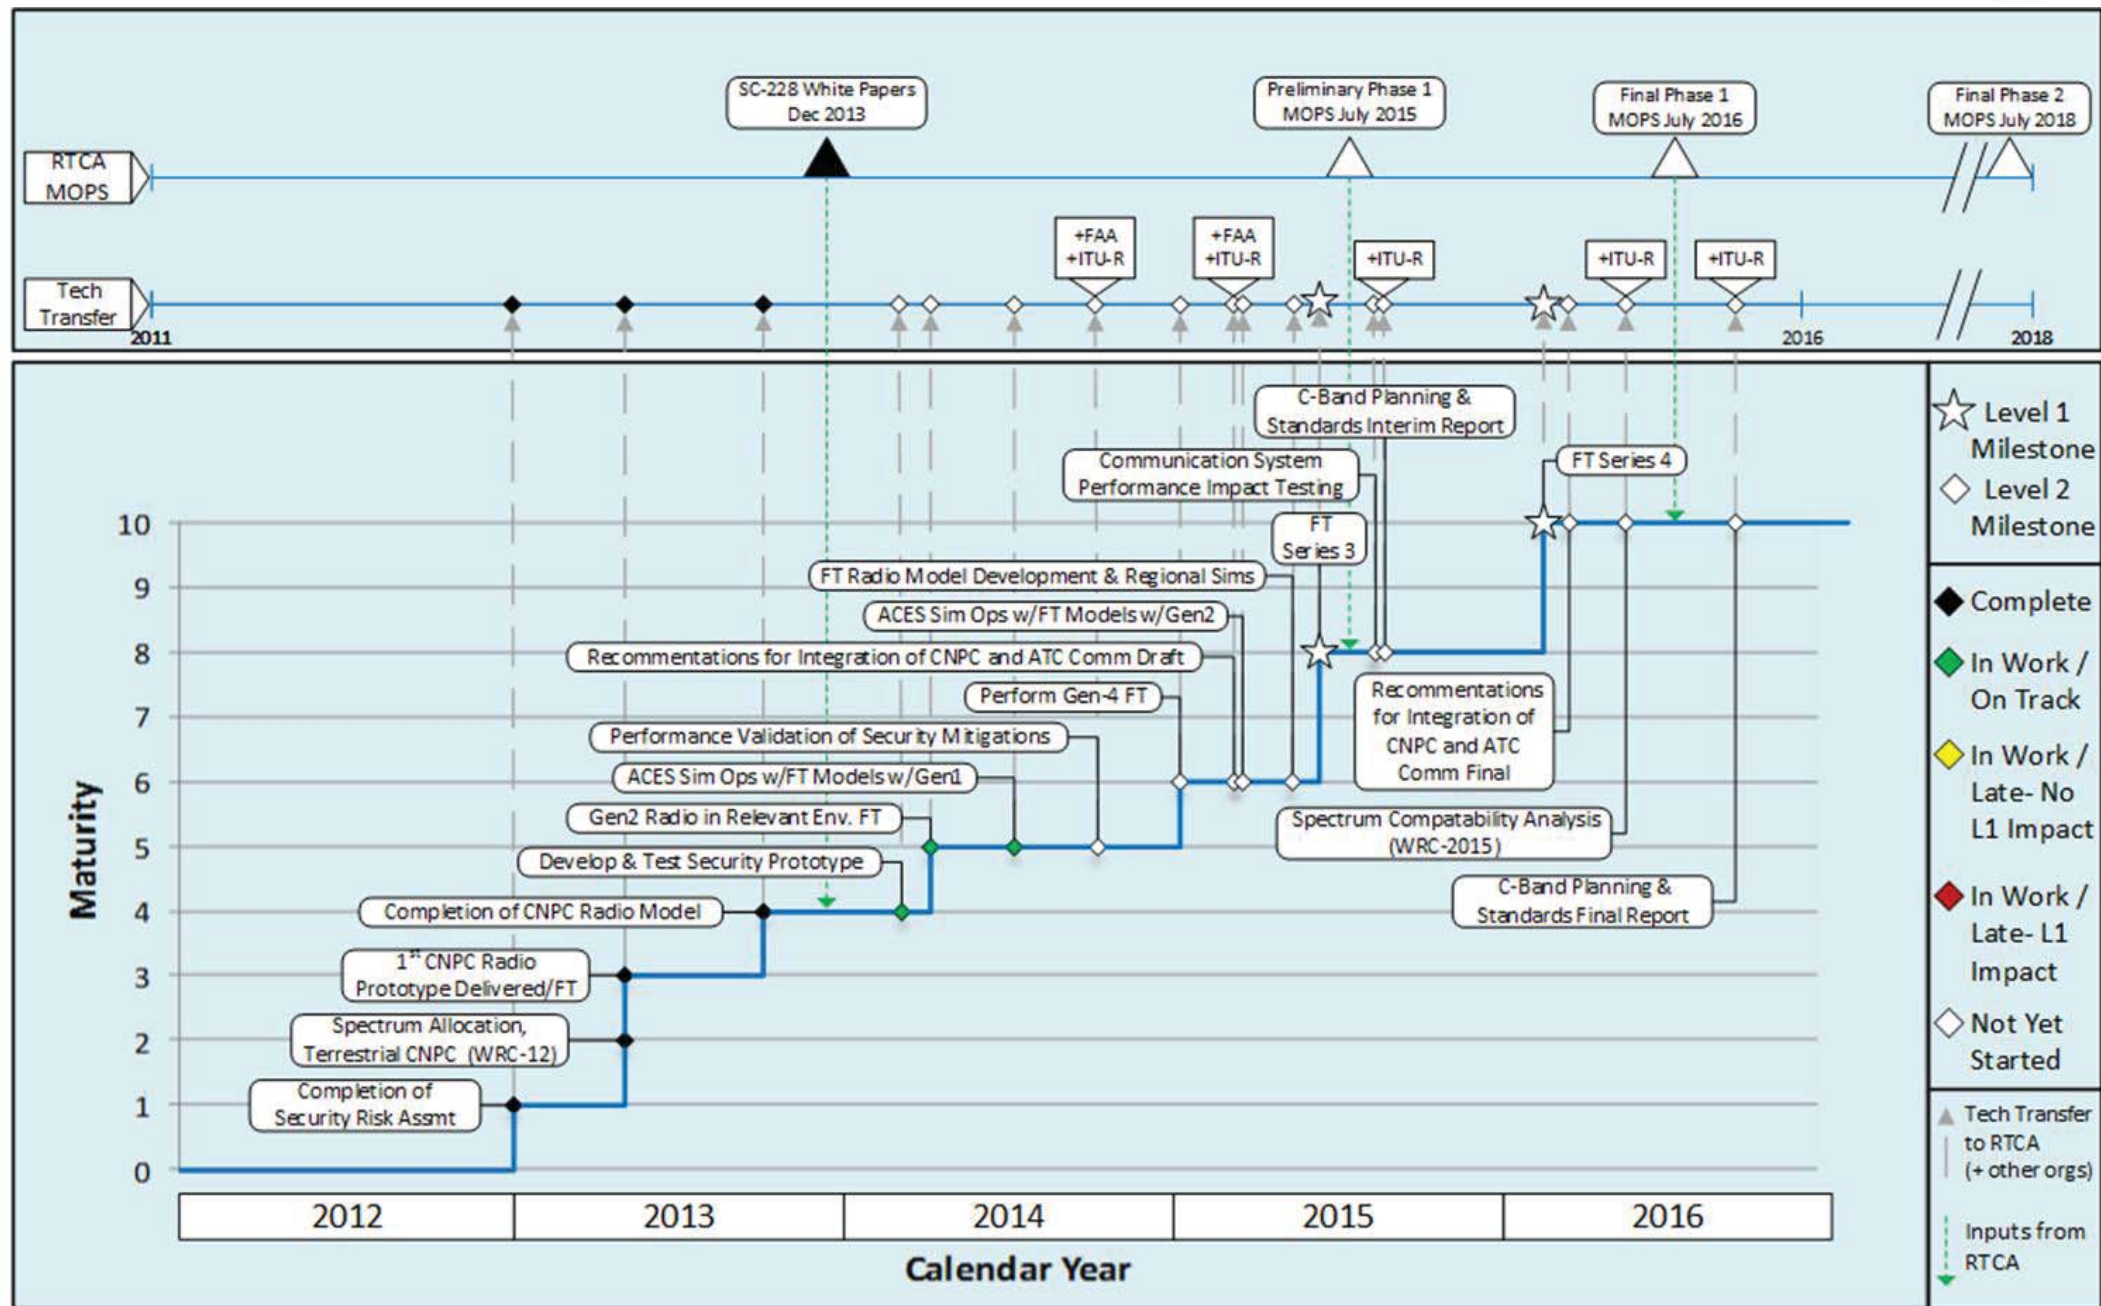 SC-228 White Papers
Dec 2013
Preliminary Phase 1
MOPS July 2015
Final Phase 1
MOPS July 2016
Final Phase 2
MOPS July 2018
RTCA
MOPS
+FAA
+ITU-R
+FAA
+ITU-R
+ITU-R
+ITU-R
+ITU-R
Tech
Transfer
2011
2016
2018
C-Band Planning &
Standards Interim Report
Communication System
Performance Impact Testing
FT Series 4
FT
Series 3
FT Radio Model Development & Regional Sims
ACES Sim Ops w/FT Models w/Gen2
Recommentations for Integration of CNPC and ATC Comm Draft
Perform Gen-4 FT
Recommentations
for Integration of
CNPC and ATC
Comm Final
Performance Validation of Security Mitigations
ACES Sim Ops w/FT Models w/Gen1
Gen2 Radio in Relevant Env. FT
Spectrum Compatability Analysis
(WRC-2015)
Develop & Test Security Prototype
C-Band Planning &
Standards Final Report
Completion of CNPC Radio Model
1st CNPC Radio
Prototype Delivered/FT
Spectrum Allocation,
Terrestrial CNPC (WRC-12)
Completion of
Security Risk Assmt
10
9
8
7
6
5
4
3
2
1
0
Maturity
2012
2013
2014
2015
2016
Calendar Year
Level 1
Milestone
Level 2
Milestone
Complete
In Work /
On Track
In Work /
Late- No
L1 Impact
In Work /
Late- L1
Impact
Not Yet
Started
Tech Transfer
to RTCA
(+ other orgs)
Inputs from
RTCA